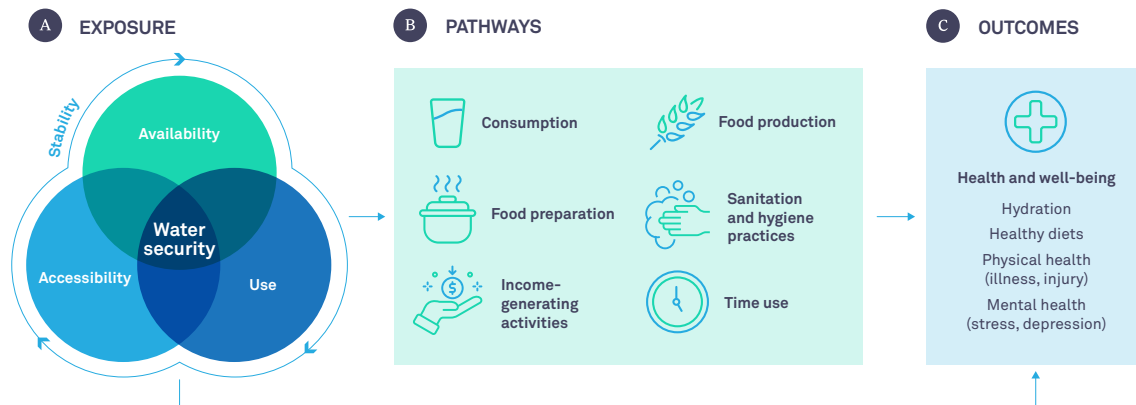 A EXPOSURE
B PATHWAYS
C OUTCOMES
Stability
Availability
Accessibility
Use
Water
security
Consumption
Food production
Food preparation
Sanitation
and hygiene
practices
$
Income-
generating
activities
Time use
Health and well-being
Hydration
Healthy diets
Physical health
(illness, injury)
Mental health
(stress, depression)